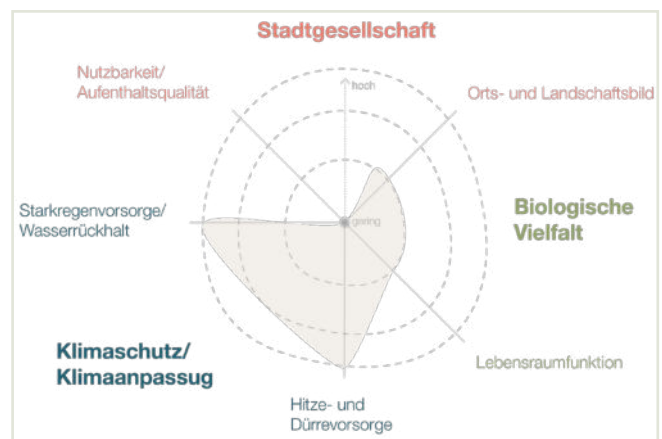 Stadtgesellschaft
Nutzbarkeit/
Aufenthaltsqualität
hoch
Orts- und Landschaftsbild
Starkregenvorsorge/
Wasserrückhalt
gering
Biologische
Vielfalt
Klimaschutz/
Klimaanpassug
Lebensraumfunktion
Hitze- und
Dürrevorsorge